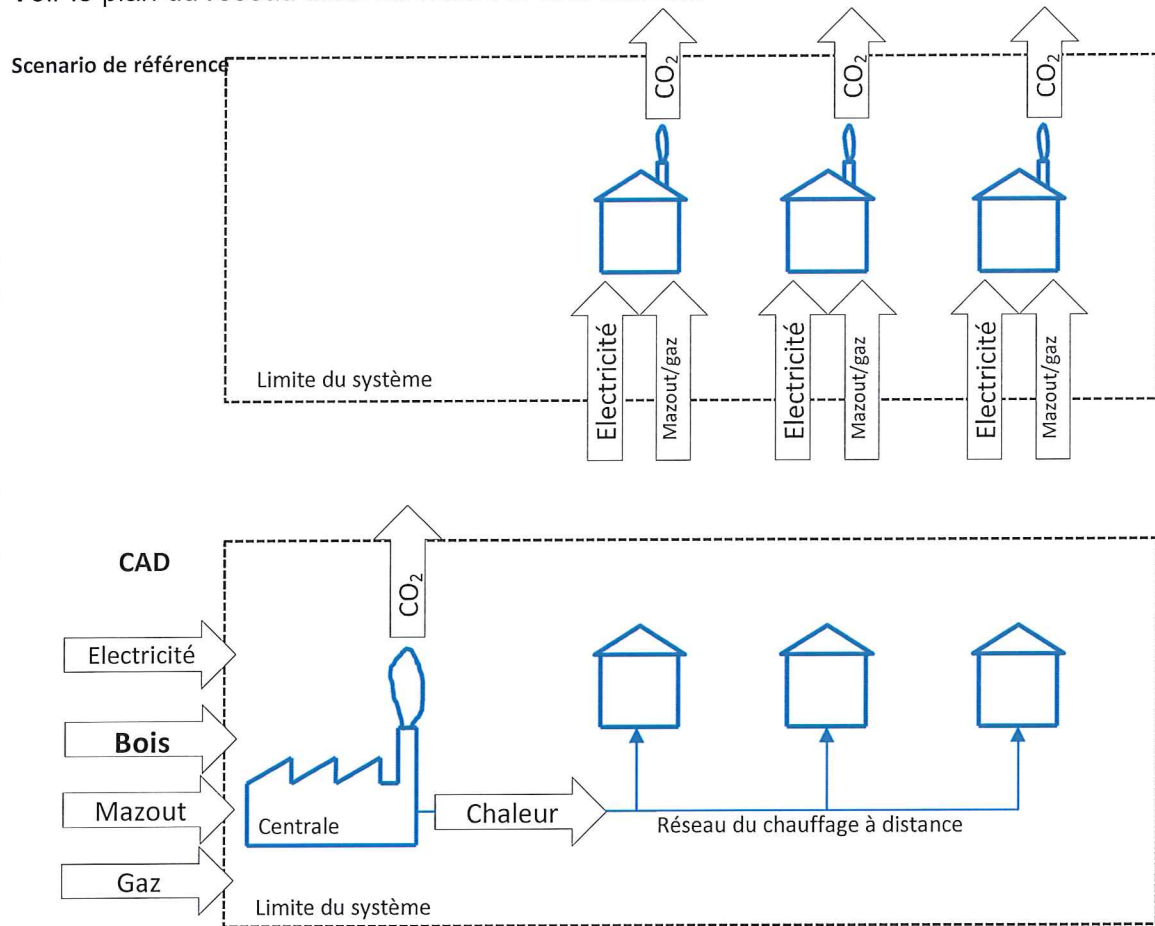 CO₂ CO₂ CO₂
Scenario de référence
Limite du système
Electricité Mazout/gaz Electricité Mazout/gaz Electricité Mazout/gaz
CO₂
CAD
Electricité
Bois
Mazout
Gaz
Centrale
Chaleur
Réseau du chauffage à distance
Limite du système